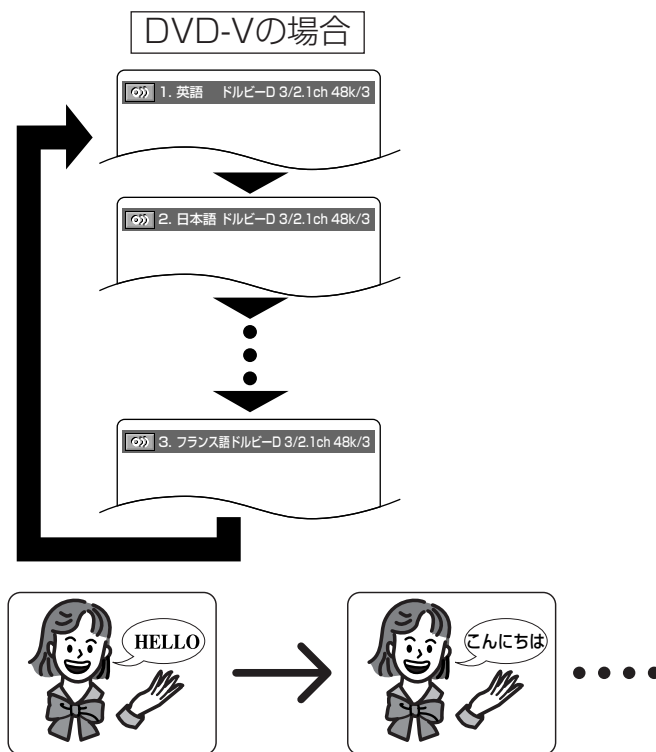 DVD-Vの場合
1. 英語 ドルビーD 3/2.1ch 48k/3
2. 日本語 ドルビーD 3/2.1ch 48k/3
3. フランス語ドルビーD 3/2.1ch 48k/3
HELLO
こんにちは